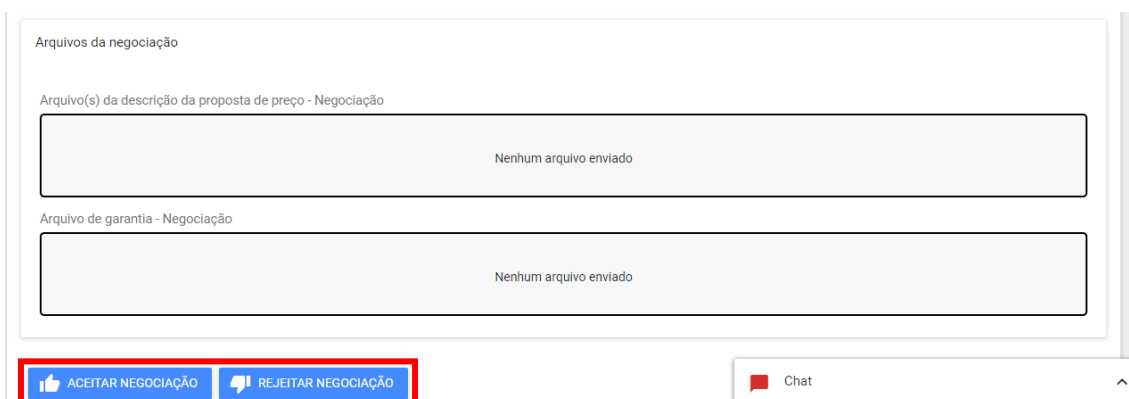 Arquivos da negociação
Arquivo(s) da descrição da proposta de preço - Negociação
Nenhum arquivo enviado
Arquivo de garantia - Negociação
Nenhum arquivo enviado
ACEITAR NEGOCIAÇÃO REJEITAR NEGOCIAÇÃO Chat